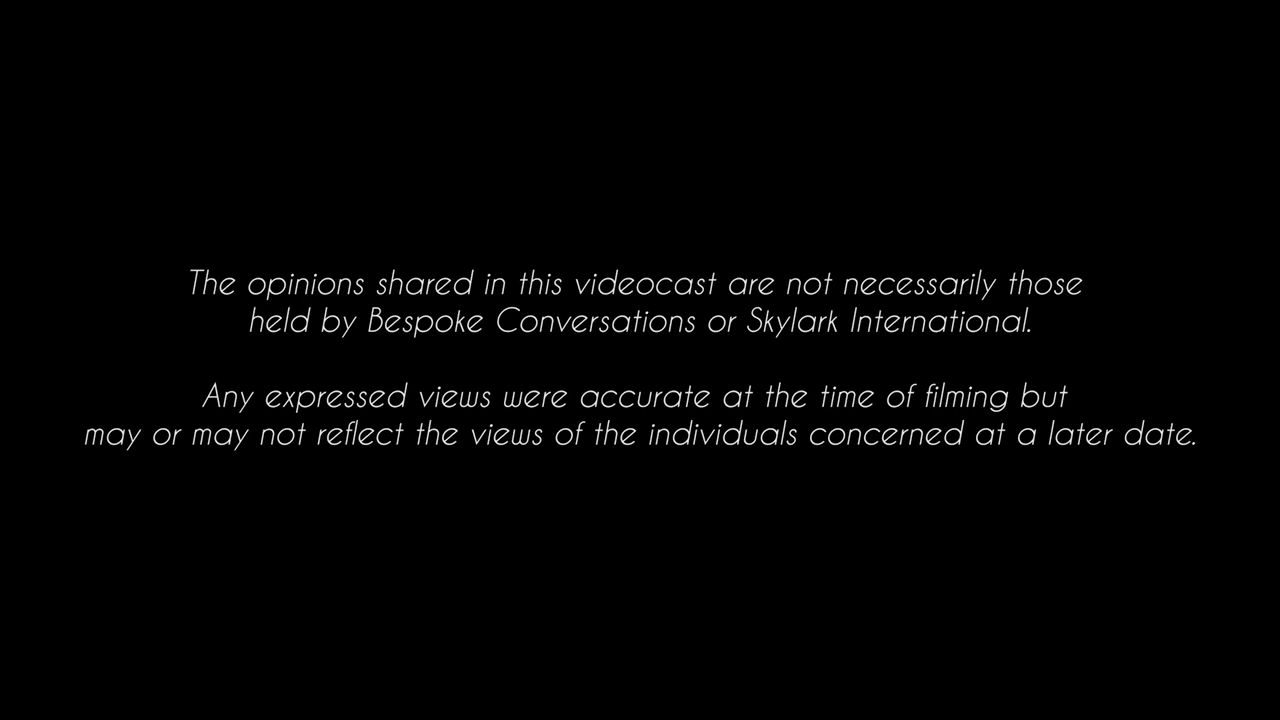 The opinions shared in this videocast are not necessarily those
held by Bespoke Conversations or Skylark International.
Any expressed views were accurate at the time of filming but
may or may not reflect the views of the individuals concerned at a later date.